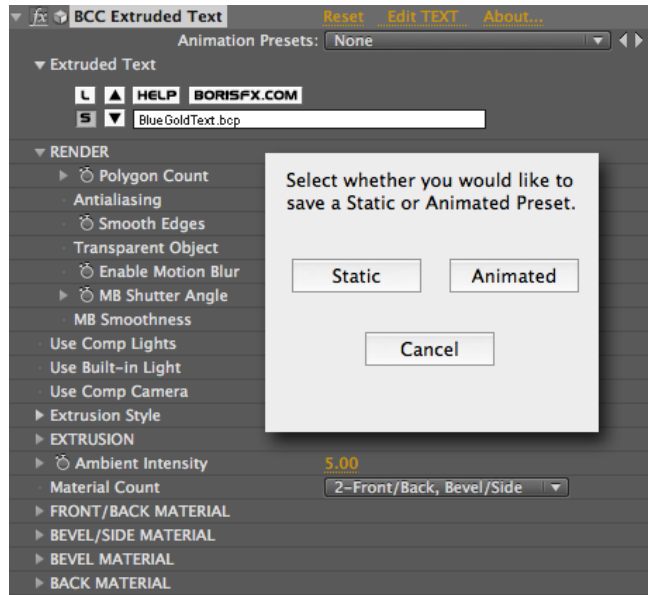 fx BCC Extruded Text Reset Edit TEXT About...
Animation Presets: None
Extruded Text
L HELP BORISFX.COM
S BlueGoldText.bcp
RENDER
Polygon Count
Antialiasing
Smooth Edges
Transparent Object
Enable Motion Blur
MB Shutter Angle
MB Smoothness
Select whether you would like to
save a Static or Animated Preset.
Static Animated
Cancel
Use Comp Lights
Use Built-in Light
Use Comp Camera
Extrusion Style
EXTRUSION
Ambient Intensity 5.00
Material Count 2-Front/Back, Bevel/Side
FRONT/BACK MATERIAL
BEVEL/SIDE MATERIAL
BEVEL MATERIAL
BACK MATERIAL